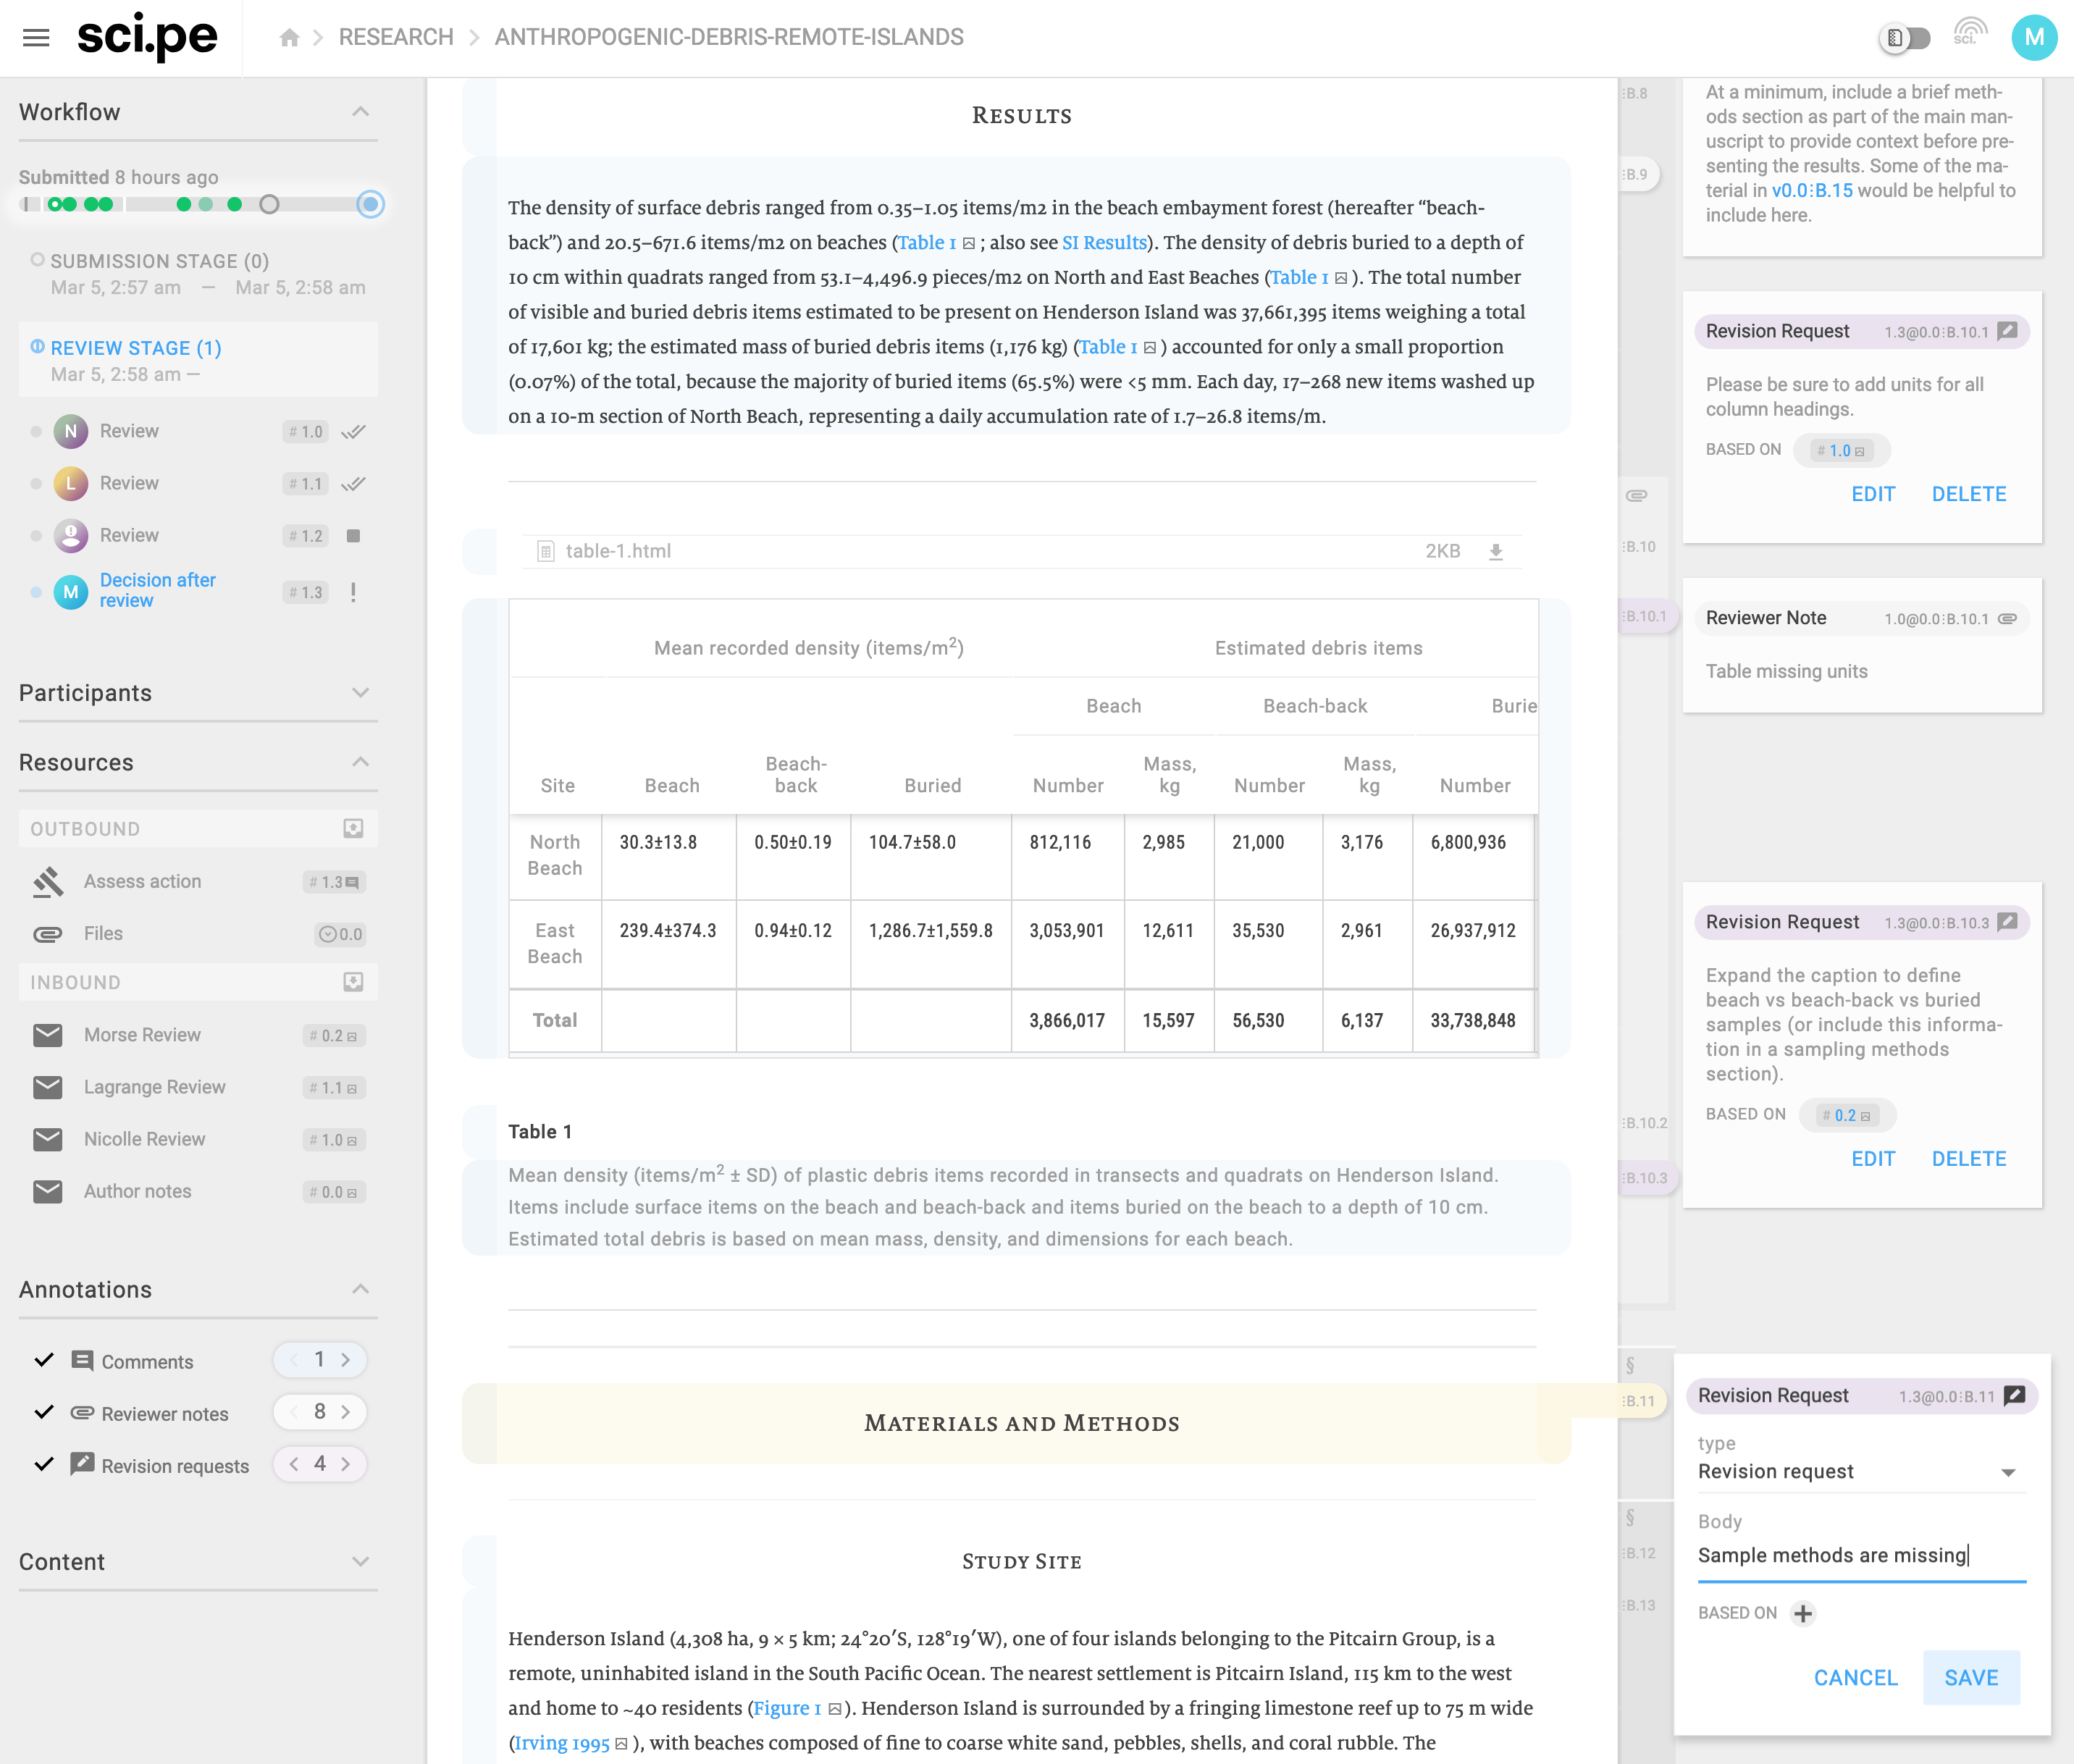 sci.pe
RESEARCH
ANTHROPOGENIC-DEBRIS-REMOTE-ISLANDS
sci.
M
Workflow
Submitted 8 hours ago
SUBMISSION STAGE (0)
Mar 5, 2:57 am — Mar 5, 2:58 am
REVIEW STAGE (1)
Mar 5, 2:58 am —
N Review # 1.0
L Review # 1.1
Review # 1.2
M Decision after
review # 1.3 !
Participants
Resources
OUTBOUND
Assess action # 1.3
Files 0.0
INBOUND
Morse Review # 0.2
Lagrange Review # 1.1
Nicolle Review # 1.0
Author notes # 0.0
Annotations
Comments 1
Reviewer notes 8
Revision requests 4
Content
RESULTS
The density of surface debris ranged from 0.35–1.05 items/m2 in the beach embayment forest (hereafter “beach-
back”) and 20.5–671.6 items/m2 on beaches (Table 1 ; also see SI Results). The density of debris buried to a depth of
10 cm within quadrats ranged from 53.1–4,496.9 pieces/m2 on North and East Beaches (Table 1 ). The total number
of visible and buried debris items estimated to be present on Henderson Island was 37,661,395 items weighing a total
of 17,601 kg; the estimated mass of buried debris items (1,176 kg) (Table 1 ) accounted for only a small proportion
(0.07%) of the total, because the majority of buried items (65.5%) were <5 mm. Each day, 17–268 new items washed up
on a 10-m section of North Beach, representing a daily accumulation rate of 1.7–26.8 items/m.
table-1.html 2KB
Mean recorded density (items/m²) Estimated debris items
Beach Beach-back Burie
Site Beach Beach-
back Buried Number Mass,
kg Number Mass,
kg Number
North
Beach 30.3±13.8 0.50±0.19 104.7±58.0 812,116 2,985 21,000 3,176 6,800,936
East
Beach 239.4±374.3 0.94±0.12 1,286.7±1,559.8 3,053,901 12,611 35,530 2,961 26,937,912
Total 3,866,017 15,597 56,530 6,137 33,738,848
Table 1
Mean density (items/m² ± SD) of plastic debris items recorded in transects and quadrats on Henderson Island.
Items include surface items on the beach and beach-back and items buried on the beach to a depth of 10 cm.
Estimated total debris is based on mean mass, density, and dimensions for each beach.
MATERIALS AND METHODS
STUDY SITE
Henderson Island (4,308 ha, 9 × 5 km; 24°20′S, 128°19′W), one of four islands belonging to the Pitcairn Group, is a
remote, uninhabited island in the South Pacific Ocean. The nearest settlement is Pitcairn Island, 115 km to the west
and home to ~40 residents (Figure 1 ). Henderson Island is surrounded by a fringing limestone reef up to 75 m wide
(Irving 1995 ), with beaches composed of fine to coarse white sand, pebbles, shells, and coral rubble. The
⁝B.8
⁝B.9
⁝B.10
⁝B.10.1
⁝B.10.2
⁝B.10.3
§
⁝B.11
§
⁝B.12
⁝B.13
At a minimum, include a brief meth-
ods section as part of the main man-
uscript to provide context before pre-
senting the results. Some of the ma-
terial in v0.0⁝B.15 would be helpful to
include here.
Revision Request 1.3@0.0⁝B.10.1
Please be sure to add units for all
column headings.
BASED ON # 1.0
EDIT DELETE
Reviewer Note 1.0@0.0⁝B.10.1
Table missing units
Revision Request 1.3@0.0⁝B.10.3
Expand the caption to define
beach vs beach-back vs buried
samples (or include this informa-
tion in a sampling methods
section).
BASED ON # 0.2
EDIT DELETE
Revision Request 1.3@0.0⁝B.11
type
Revision request
Body
Sample methods are missing
BASED ON +
CANCEL SAVE